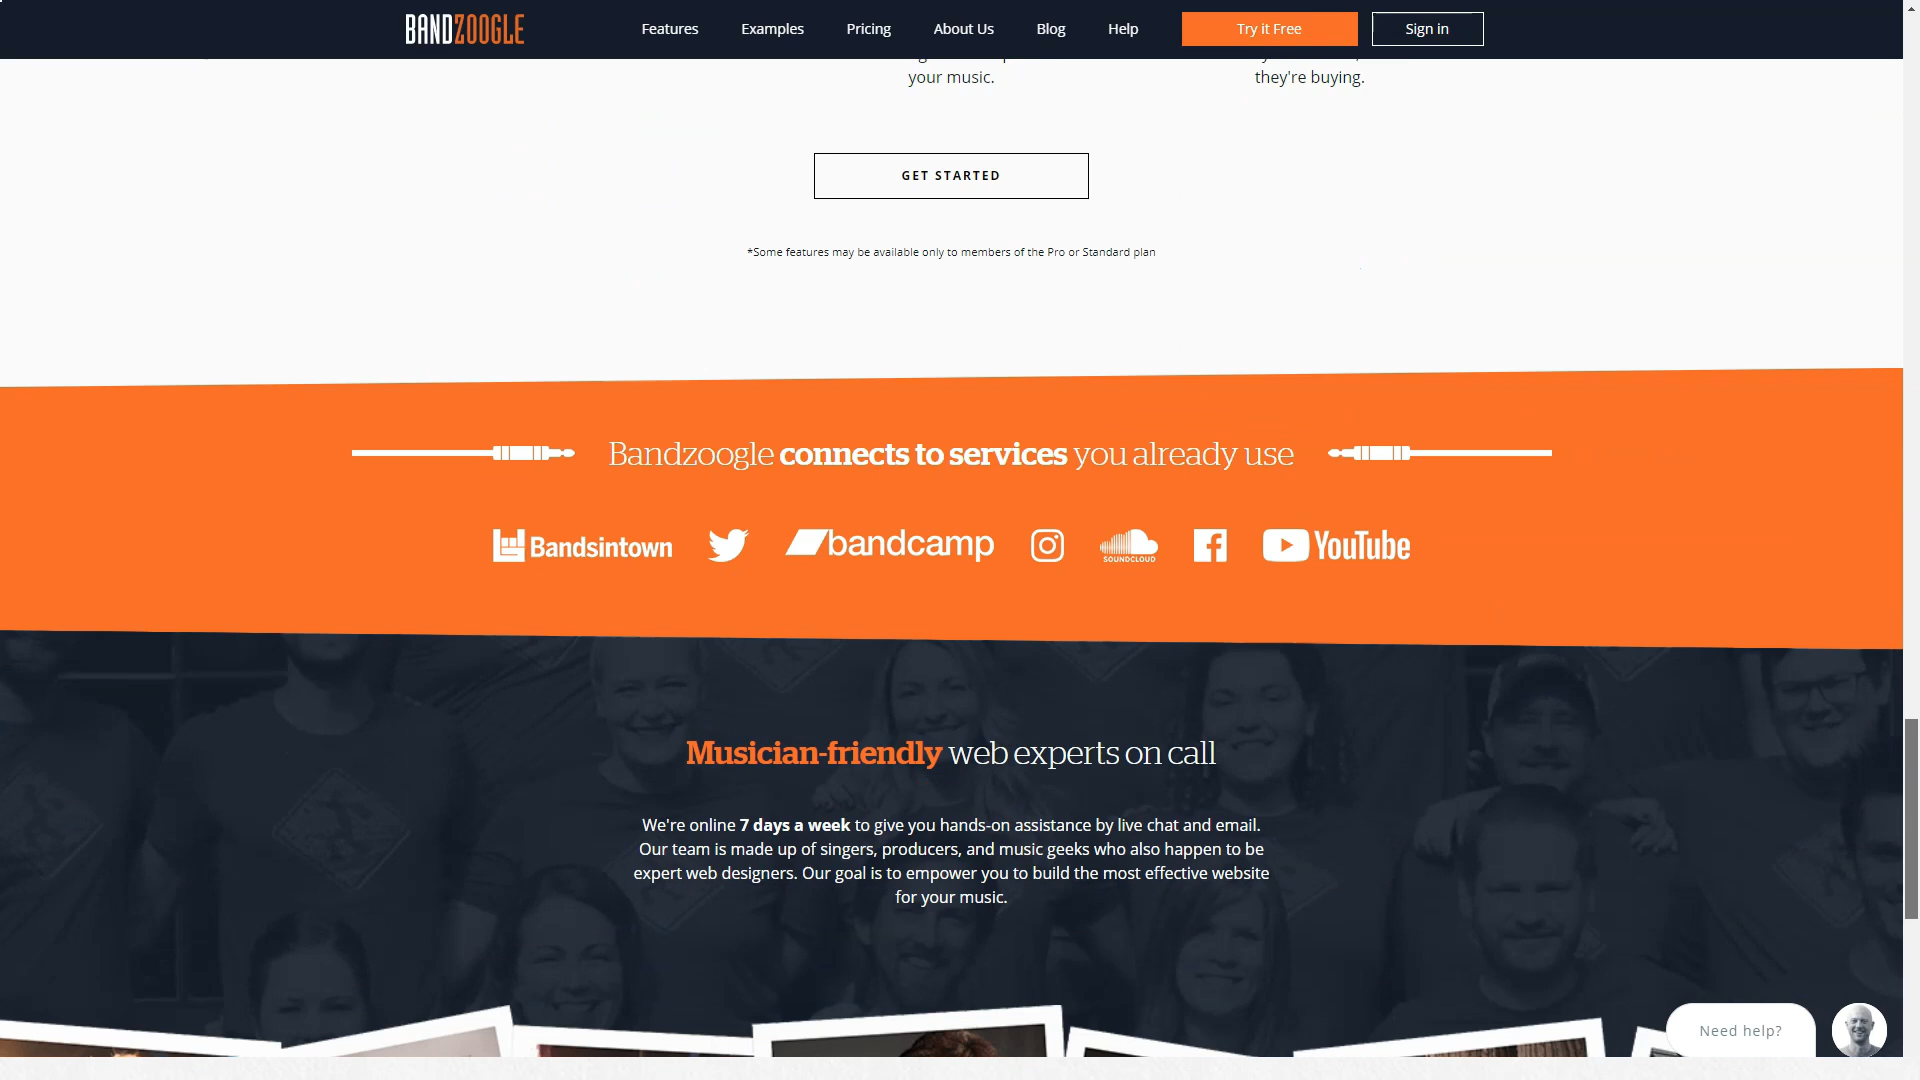 BANDZOOGLE Features Examples Pricing About Us Blog Help Try it Free Sign in
your music. they're buying.
GET STARTED
*Some features may be available only to members of the Pro or Standard plan
Bandzoogle connects to services you already use
Bandsintown bandcamp SOUNDCLOUD YouTube
Musician-friendly web experts on call
We're online 7 days a week to give you hands-on assistance by live chat and email.
Our team is made up of singers, producers, and music geeks who also happen to be
expert web designers. Our goal is to empower you to build the most effective website
for your music.
Need help?